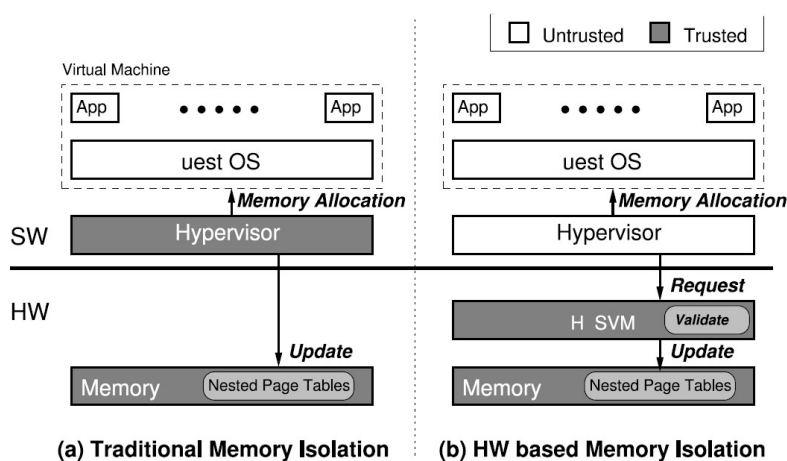 Untrusted Trusted
Virtual Machine
App App
uest OS
Memory Allocation
SW
Hypervisor
HW
Update
Memory Nested Page Tables
(a) Traditional Memory Isolation
App App
uest OS
Memory Allocation
Hypervisor
Request
H SVM Validate
Update
Memory Nested Page Tables
(b) HW based Memory Isolation